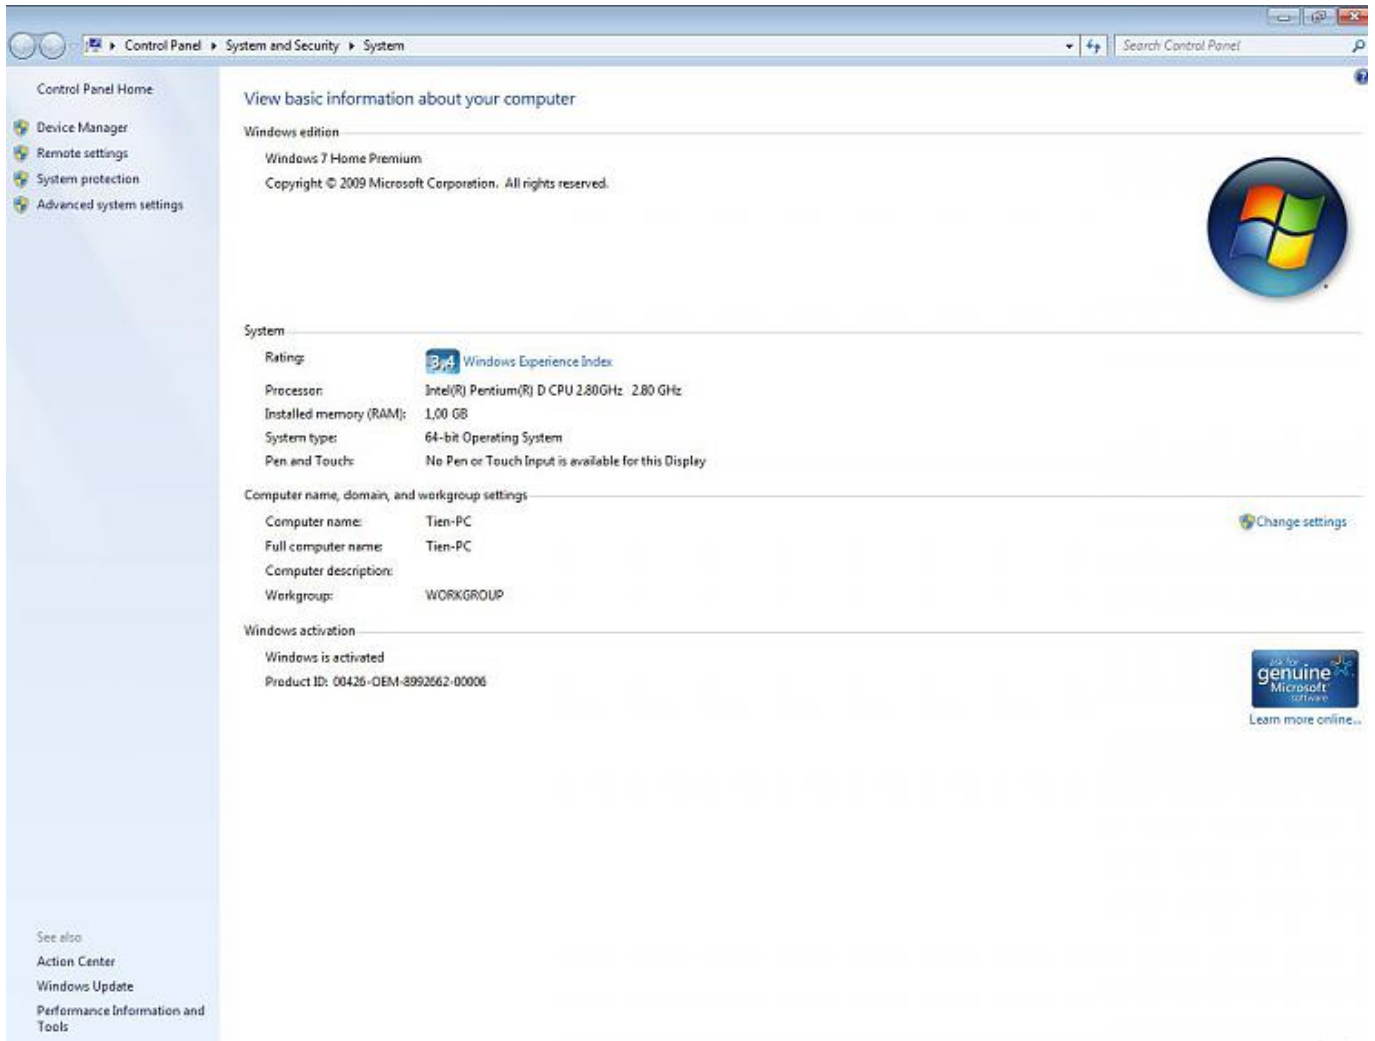 Control Panel ▸ System and Security ▸ System
Search Control Panel
Control Panel Home
Device Manager
Remote settings
System protection
Advanced system settings
View basic information about your computer
Windows edition
Windows 7 Home Premium
Copyright © 2009 Microsoft Corporation. All rights reserved.
System
Rating: 3,4 Windows Experience Index
Processor: Intel(R) Pentium(R) D CPU 2.80GHz 2.80 GHz
Installed memory (RAM): 1,00 GB
System type: 64-bit Operating System
Pen and Touch: No Pen or Touch Input is available for this Display
Computer name, domain, and workgroup settings
Computer name: Tien-PC
Change settings
Full computer name: Tien-PC
Computer description:
Workgroup: WORKGROUP
Windows activation
Windows is activated
Product ID: 00426-OEM-8992662-00006
ask for
genuine
Microsoft
software
Learn more online...
See also
Action Center
Windows Update
Performance Information and
Tools